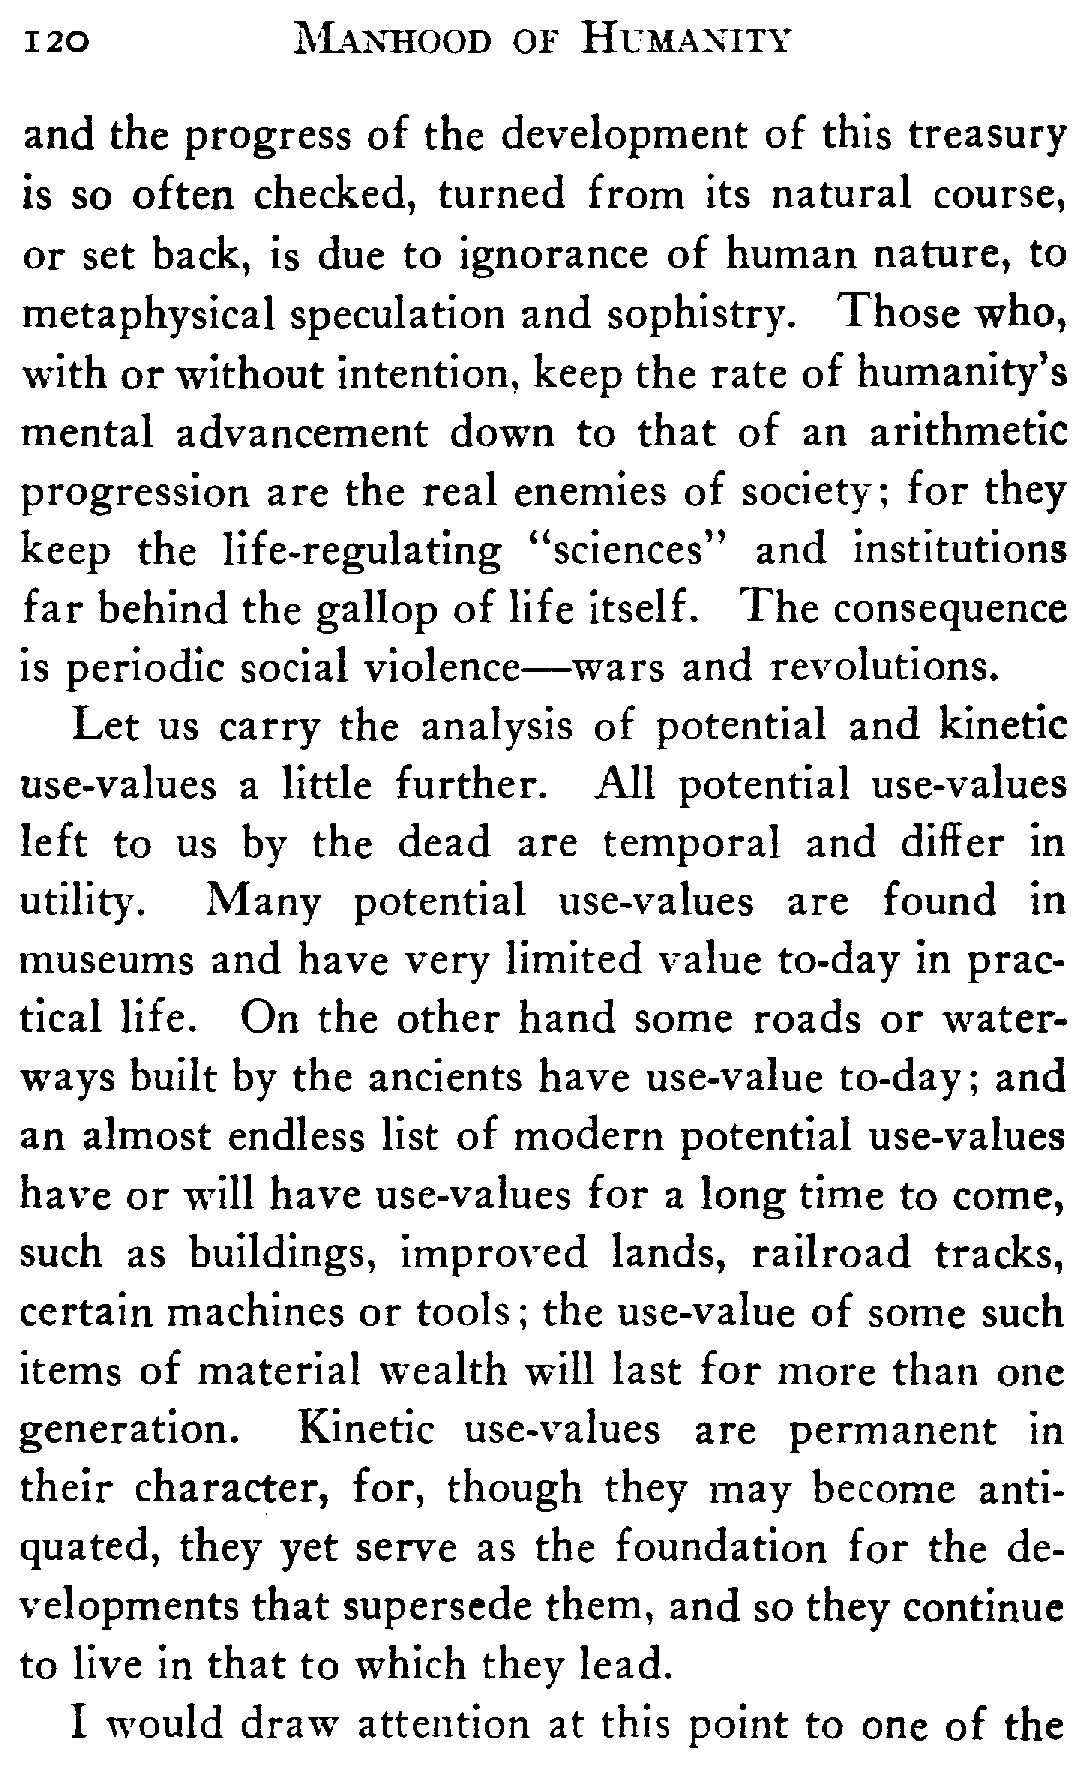 120 Manhood of Humanity
and the progress of the development of this treasury
is so often checked, turned from its natural course,
or set back, is due to ignorance of human nature, to
metaphysical speculation and sophistry. Those who,
with or without intention, keep the rate of humanity's
mental advancement down to that of an arithmetic
progression are the real enemies of society; for they
keep the life-regulating "sciences" and institutions
far behind the gallop of life itself. The consequence
is periodic social violence—wars and revolutions.
Let us carry the analysis of potential and kinetic
use-values a little further. All potential use-values
left to us by the dead are temporal and differ in
utility. Many potential use-values are found in
museums and have very limited value to-day in prac-
tical life. On the other hand some roads or water-
ways built by the ancients have use-value to-day; and
an almost endless list of modern potential use-values
have or will have use-values for a long time to come,
such as buildings, improved lands, railroad tracks,
certain machines or tools; the use-value of some such
items of material wealth will last for more than one
generation. Kinetic use-values are permanent in
their character, for, though they may become anti-
quated, they yet serve as the foundation for the de-
velopments that supersede them, and so they continue
to live in that to which they lead.
I would draw attention at this point to one of the